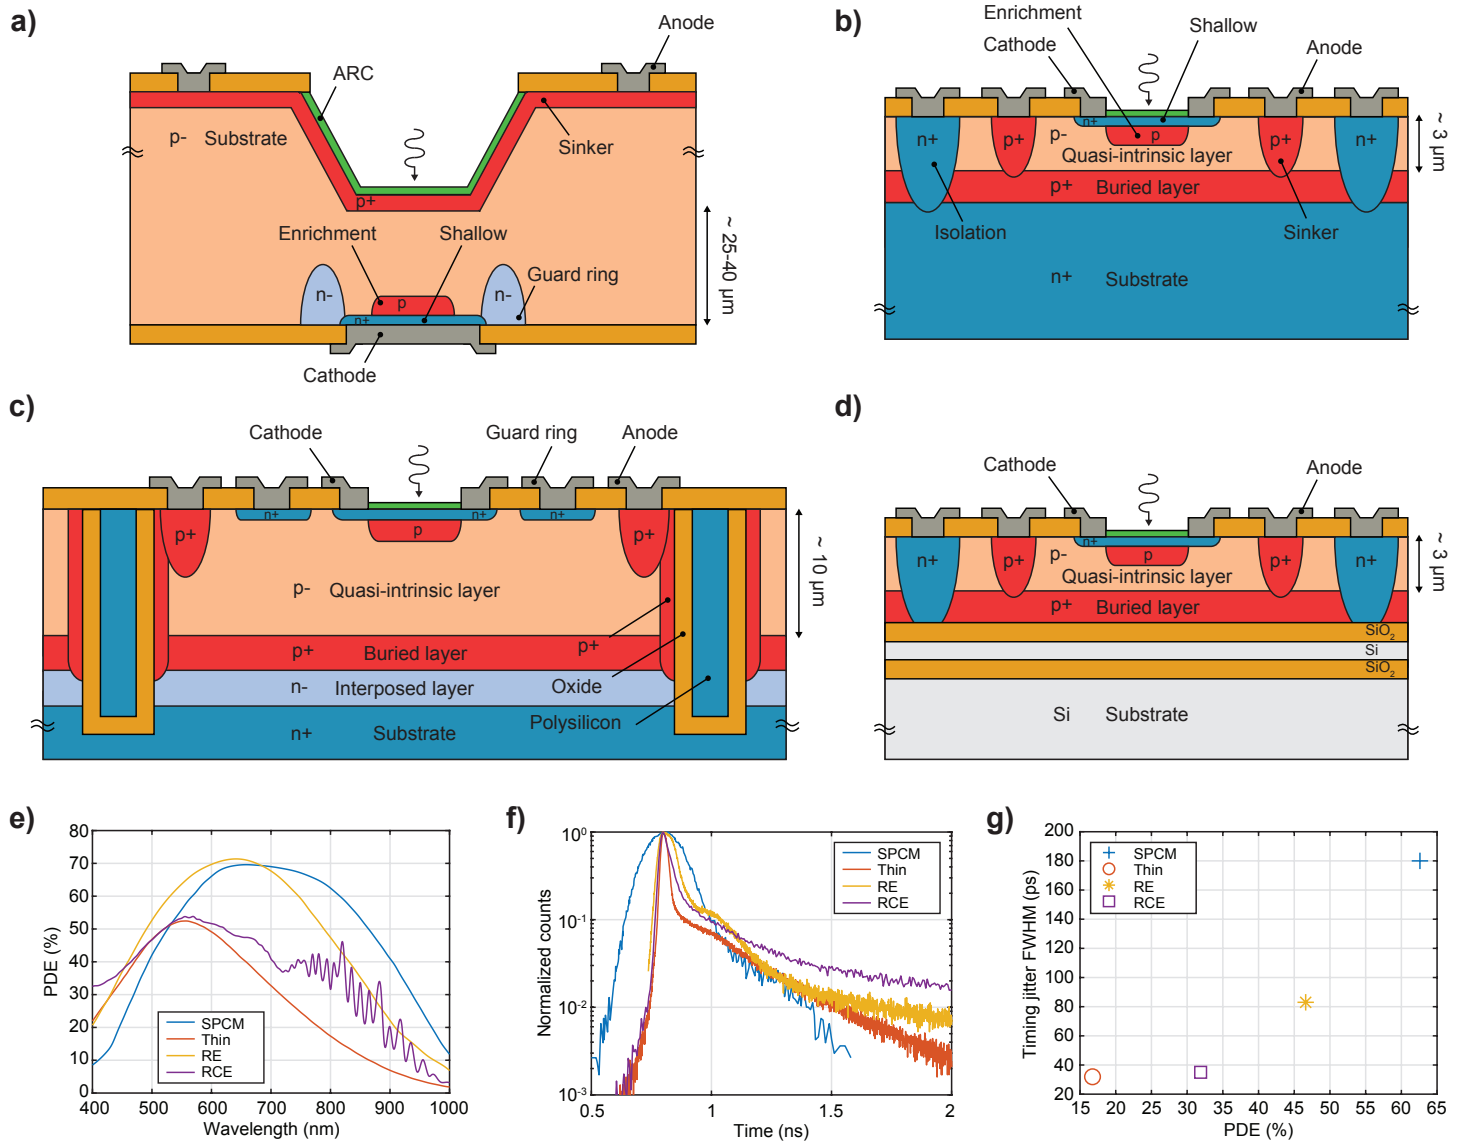 a)
Anode
ARC
p- Substrate
Sinker
p+
Enrichment
Shallow
Guard ring
n-
p
n-
n+
Cathode
~ 25-40 μm
b)
Enrichment
Cathode
Shallow
Anode
n+
p+
p-
n+
p
p+
n+
Quasi-intrinsic layer
p+ Buried layer
Isolation
Sinker
n+ Substrate
~ 3 μm
c)
Cathode
Guard ring
Anode
p+
n+
n+
n+
p
p+
p- Quasi-intrinsic layer
p+ Buried layer
p+
n- Interposed layer
Oxide
Polysilicon
n+ Substrate
~ 10 μm
d)
Cathode
Anode
n+
p+
p-
n+
p
p+
n+
Quasi-intrinsic layer
p+ Buried layer
SiO2
Si
SiO2
Si Substrate
~ 3 μm
e)
PDE (%)
80
70
60
50
40
30
20
10
0
SPCM
Thin
RE
RCE
400 500 600 700 800 900 1000
Wavelength (nm)
f)
Normalized counts
10^0
10^-1
10^-2
10^-3
SPCM
Thin
RE
RCE
0.5 1 1.5 2
Time (ns)
g)
Timing jitter FWHM (ps)
200
180
160
140
120
100
80
60
40
20
SPCM
Thin
RE
RCE
15 20 25 30 35 40 45 50 55 60 65
PDE (%)